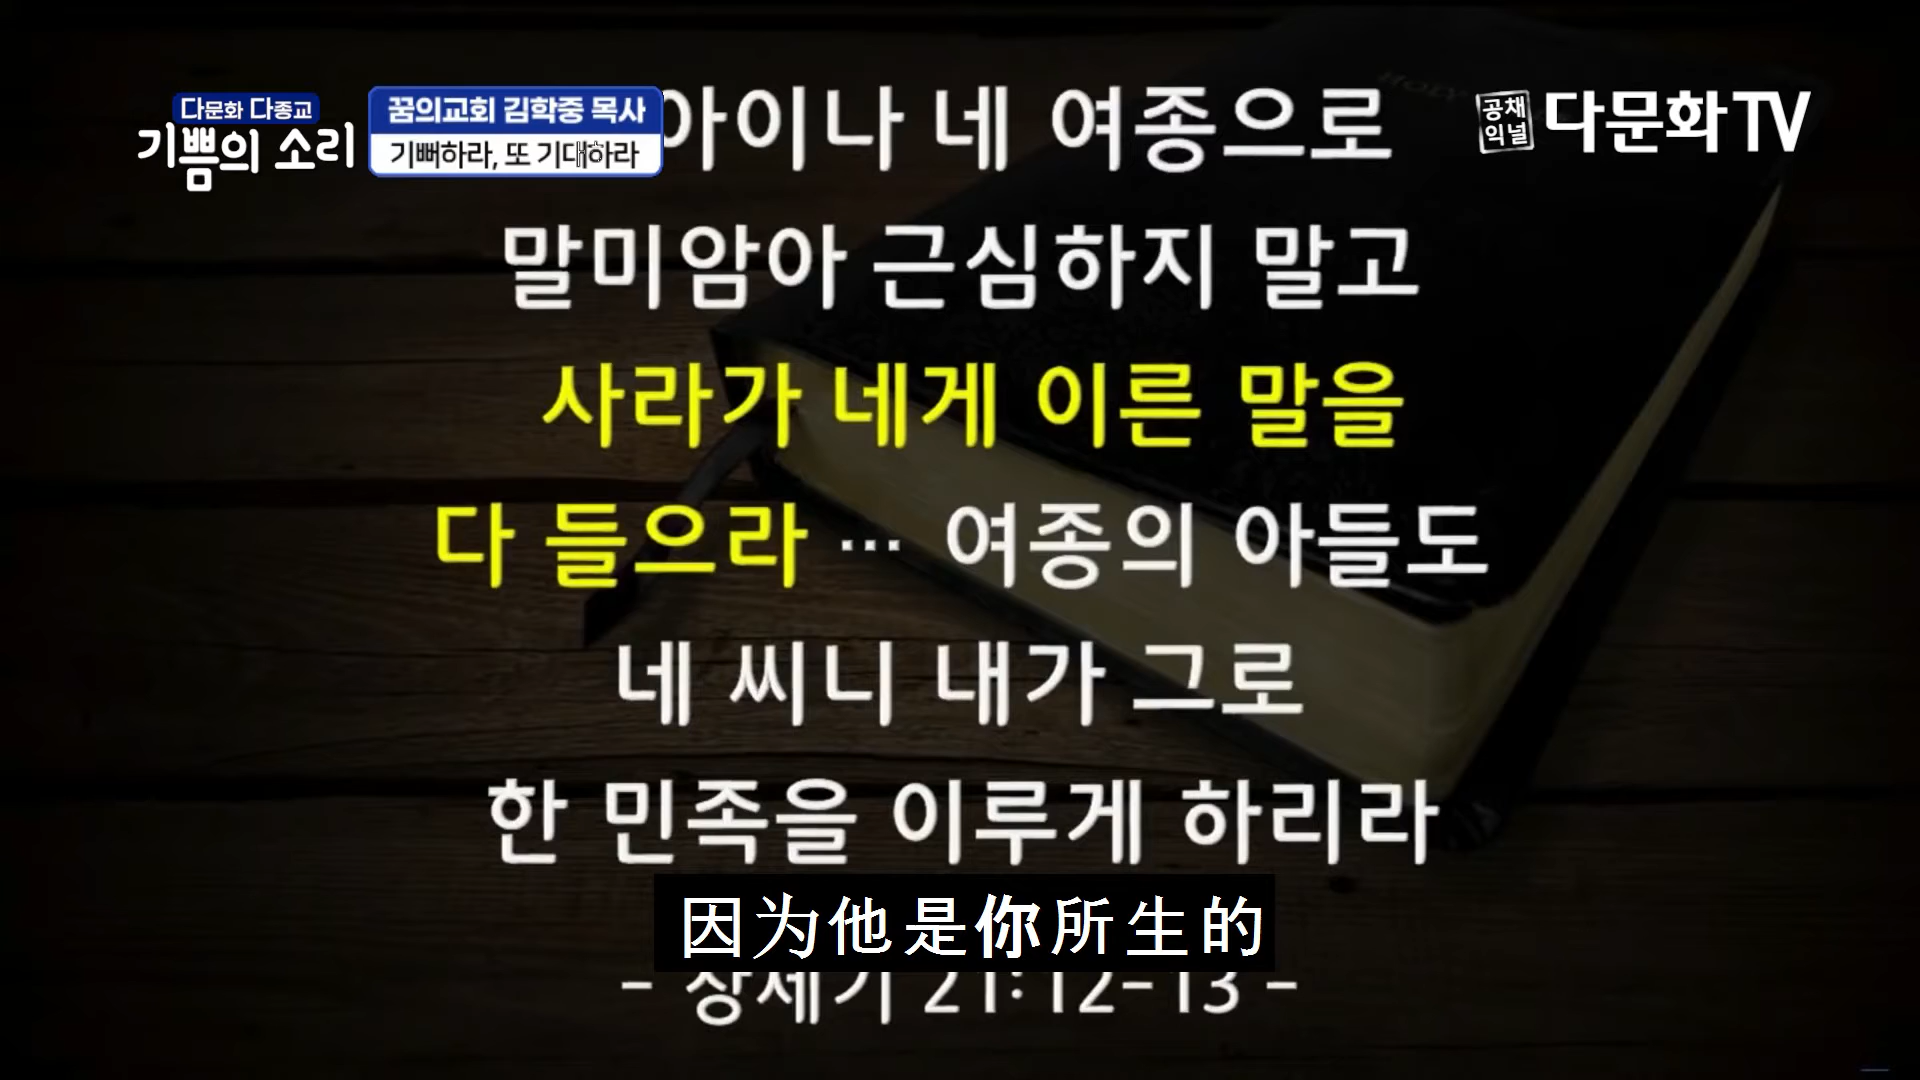 다문화 다종교
기쁨의 소리
꿈의교회 김학중 목사
기뻐하라, 또 기대하라
공채
익널
다문화TV
아이나 네 여종으로
말미암아 근심하지 말고
사라가 네게 이른 말을
다 들으라 … 여종의 아들도
네 씨니 내가 그로
한 민족을 이루게 하리라
因为他是你所生的
- 창세기 21:12-13 -